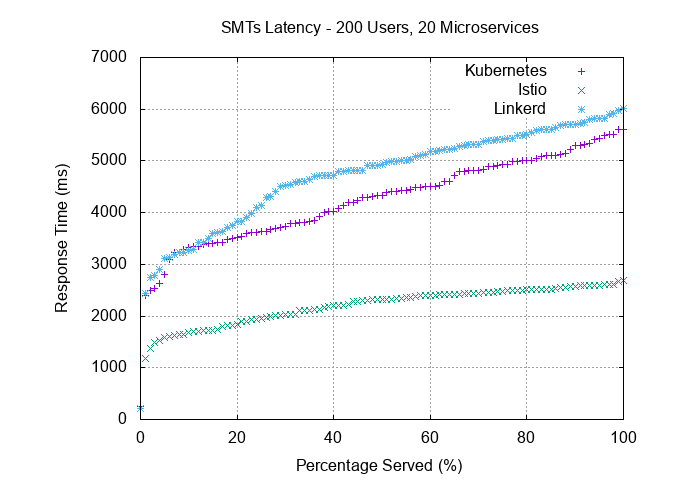 SMTs Latency - 200 Users, 20 Microservices
7000
6000
5000
4000
3000
2000
1000
0
Response Time (ms)
Kubernetes
Istio
Linkerd
0 20 40 60 80 100
Percentage Served (%)